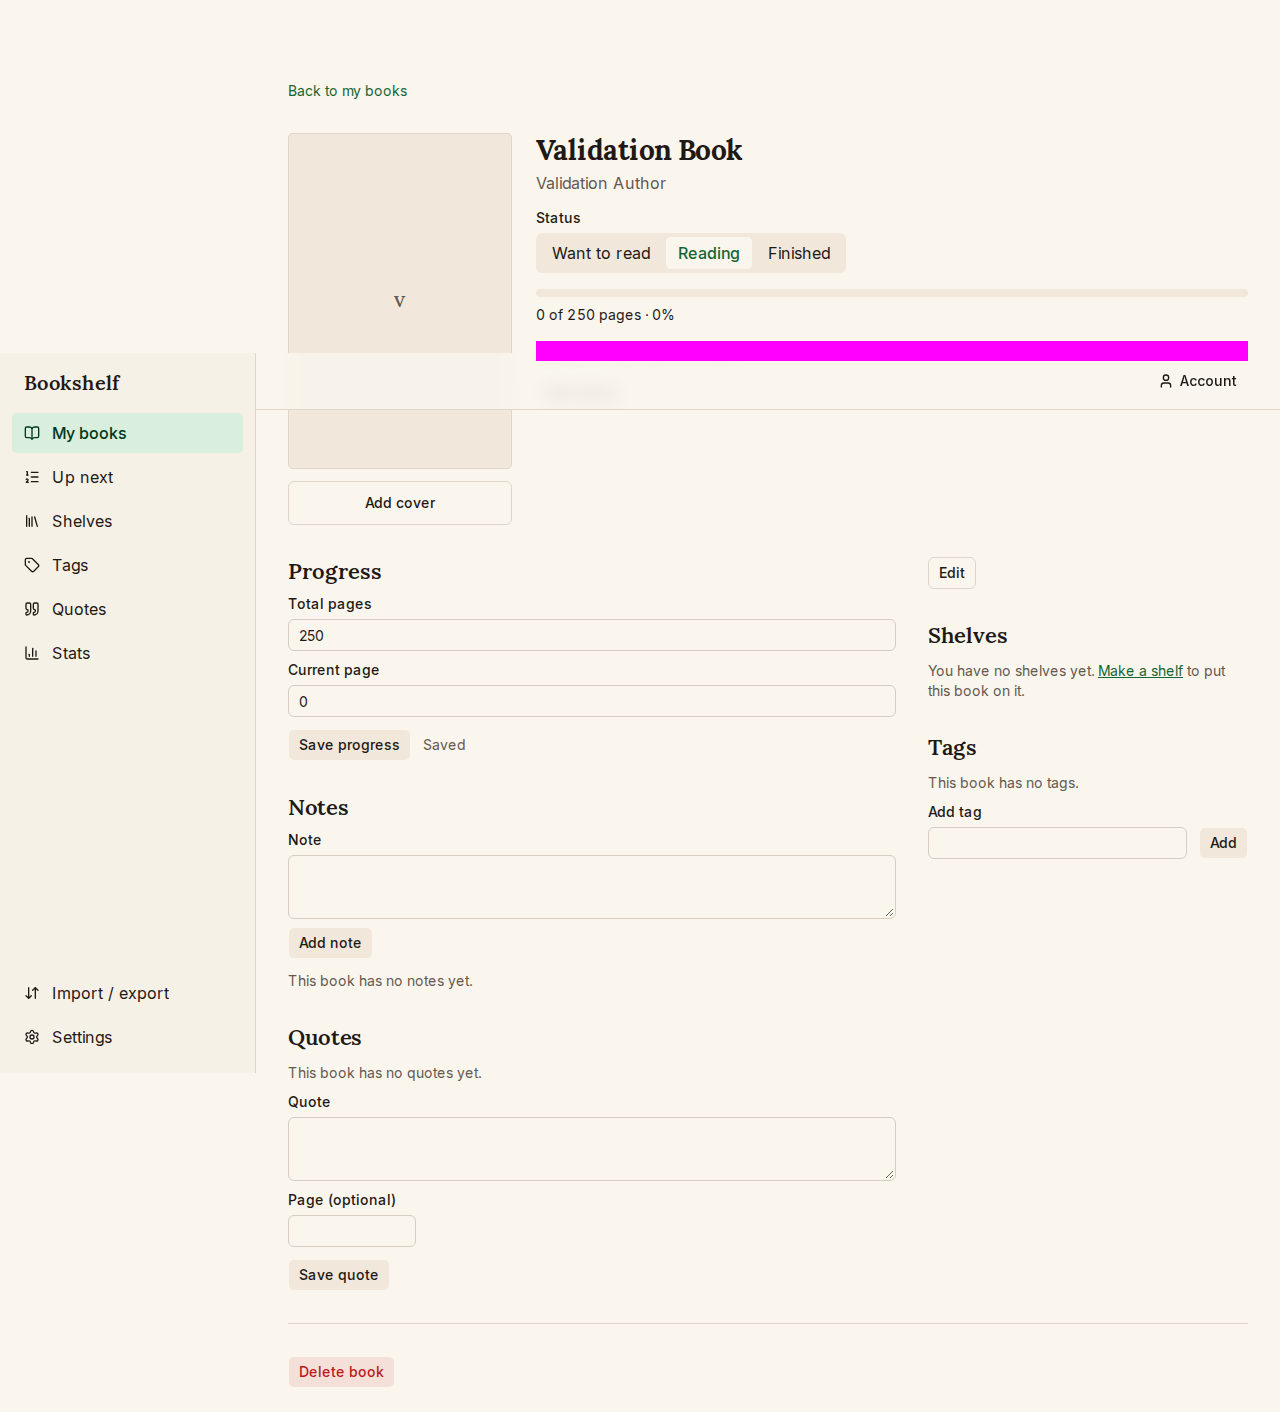 Back to my books
V
Validation Book
Validation Author
Status
Want to read
Reading
Finished
0 of 250 pages · 0%
Account
Bookshelf
My books
Up next
Shelves
Tags
Quotes
Stats
Import / export
Settings
Add cover
Progress
Total pages
250
Current page
0
Save progress
Saved
Notes
Note
Add note
This book has no notes yet.
Quotes
This book has no quotes yet.
Quote
Page (optional)
Save quote
Delete book
Edit
Shelves
You have no shelves yet. Make a shelf to put
this book on it.
Tags
This book has no tags.
Add tag
Add